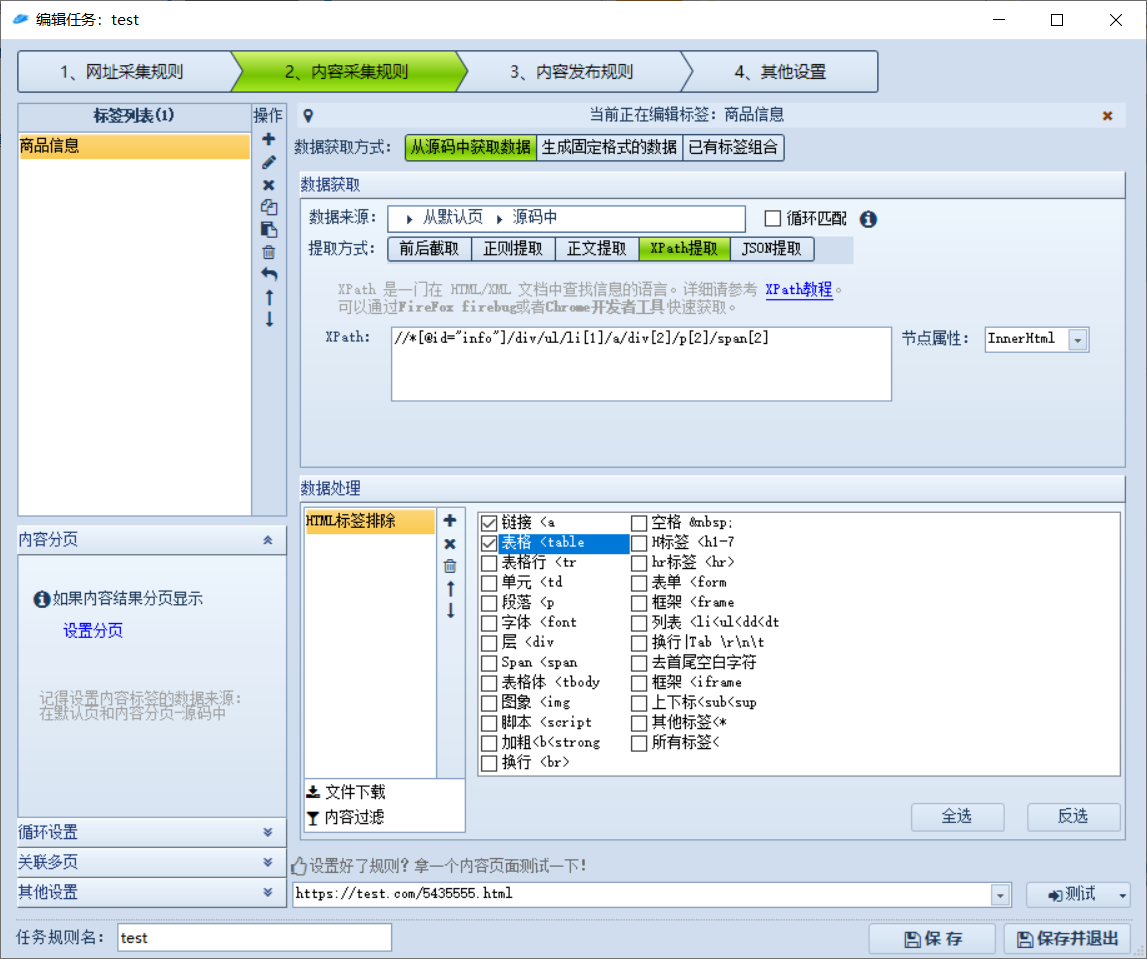 编辑任务：test
1、网址采集规则
2、内容采集规则
3、内容发布规则
4、其他设置
标签列表(1)
操作
商品信息
当前正在编辑标签：商品信息
数据获取方式：
从源码中获取数据
生成固定格式的数据
已有标签组合
数据获取
数据来源：
从默认页
源码中
循环匹配
提取方式：
前后截取
正则提取
正文提取
XPath提取
JSON提取
XPath 是一门在 HTML/XML 文档中查找信息的语言。详细请参考 XPath教程。
可以通过FireFox firebug或者Chrome开发者工具快速获取。
XPath:
//*[@id="info"]/div/ul/li[1]/a/div[2]/p[2]/span[2]
节点属性：
InnerHtml
数据处理
HTML标签排除
链接 <a
表格 <table
表格行 <tr
单元 <td
段落 <p
字体 <font
层 <div
Span <span
表格体 <tbody
图象 <img
脚本 <script
加粗<b<strong
换行 <br>
空格 &nbsp;
H标签 <h1-7
hr标签 <hr>
表单 <form
框架 <frame
列表 <li<ul<dd<dt
换行|Tab \r\n\t
去首尾空白字符
框架 <iframe
上下标<sub<sup
其他标签<*
所有标签<
文件下载
内容过滤
全选
反选
内容分页
如果内容结果分页显示
设置分页
记得设置内容标签的数据来源：
在默认页和内容分页-源码中
循环设置
关联多页
其他设置
设置好了规则？拿一个内容页面测试一下！
https://test.com/5435555.html
测试
任务规则名：
test
保 存
保存并退出